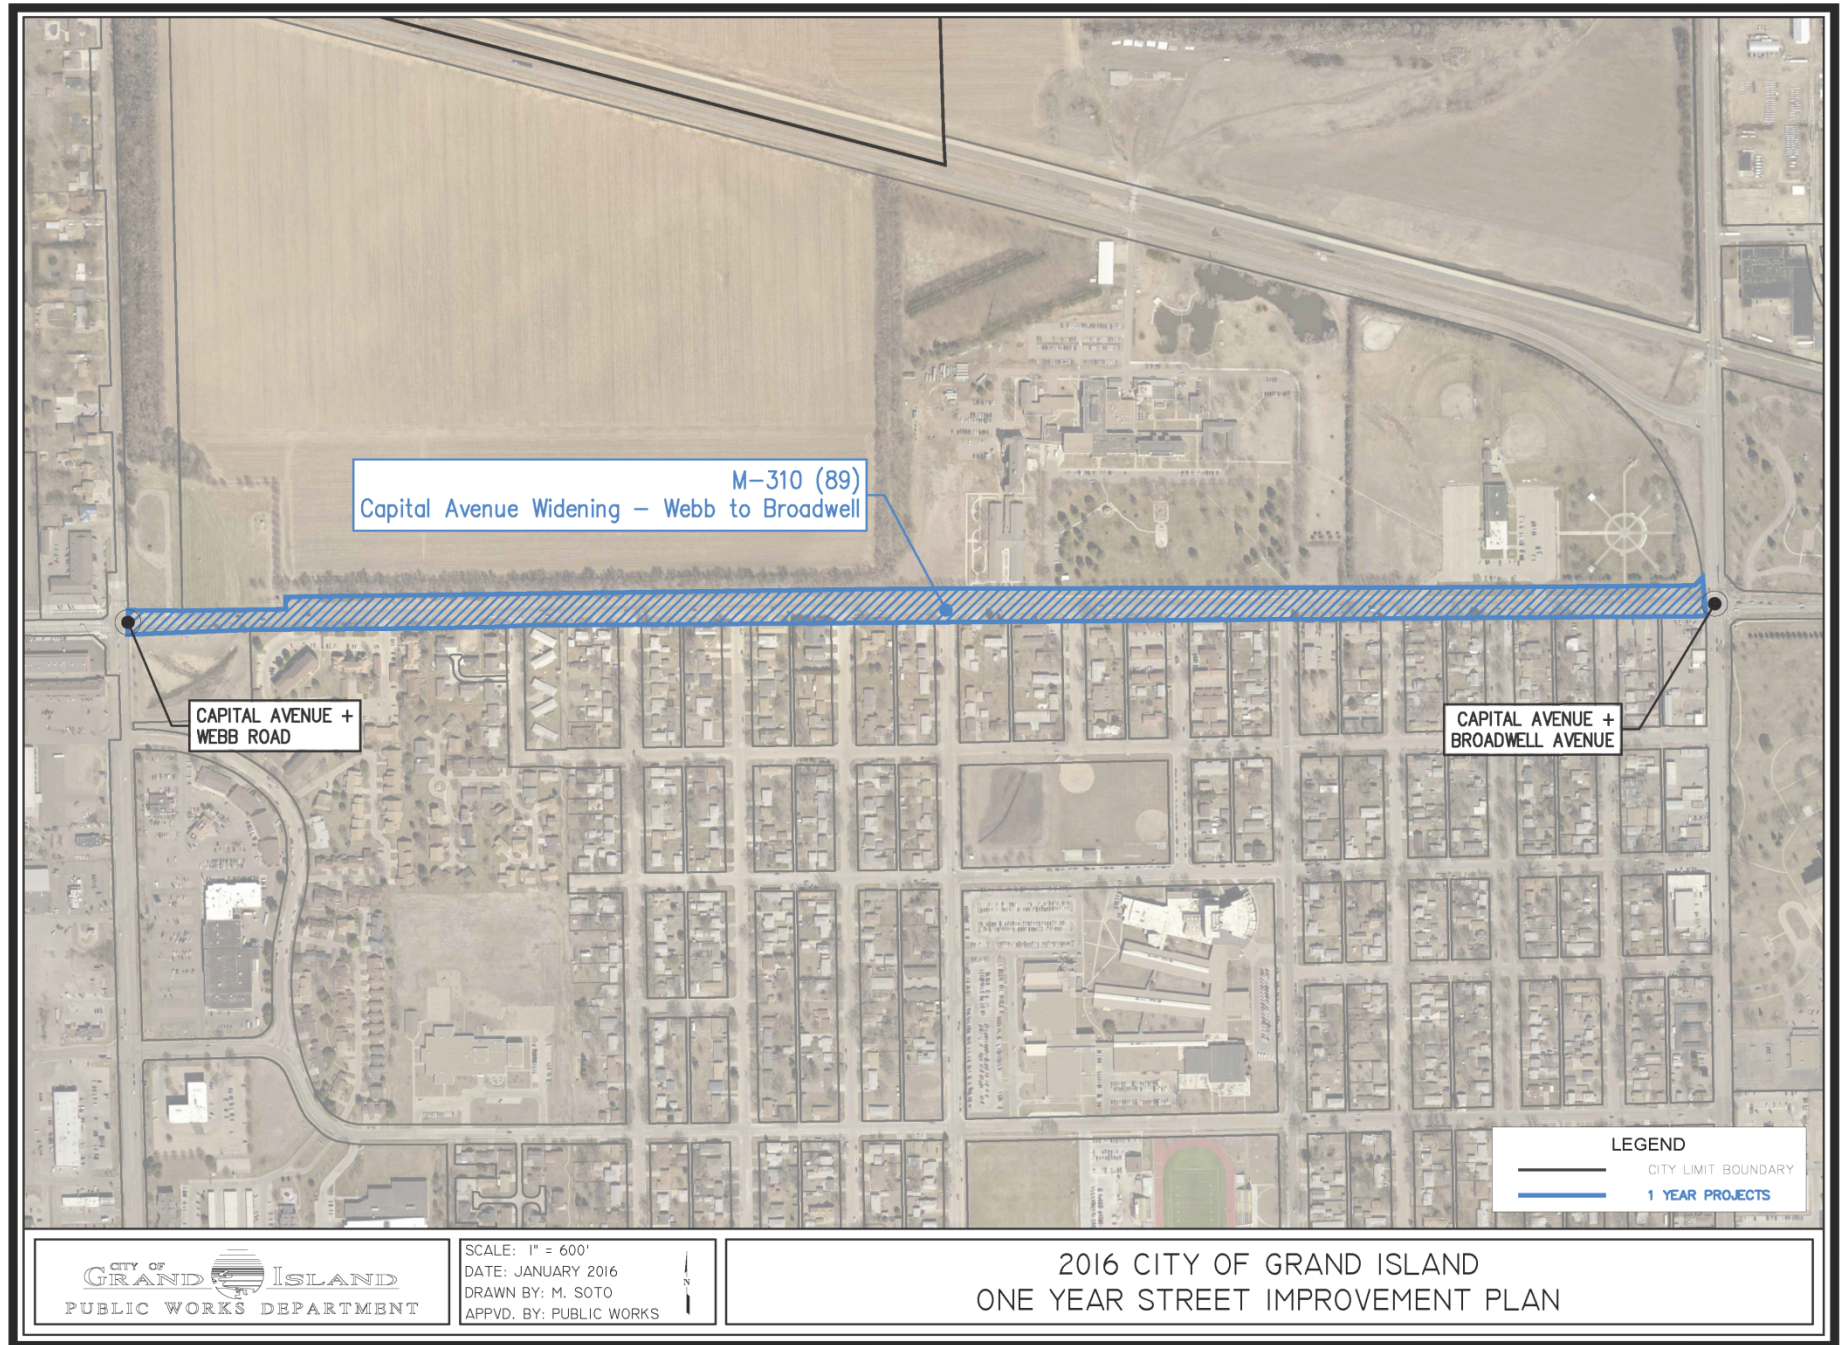 M-310 (89)
Capital Avenue Widening - Webb to Broadwell
CAPITAL AVENUE +
WEBB ROAD
CAPITAL AVENUE +
BROADWELL AVENUE
LEGEND
CITY LIMIT BOUNDARY
1 YEAR PROJECTS
CITY OF
GRAND ISLAND
PUBLIC WORKS DEPARTMENT
SCALE: 1" = 600'
DATE: JANUARY 2016
DRAWN BY: M. SOTO
APPVD. BY: PUBLIC WORKS
N
2016 CITY OF GRAND ISLAND
ONE YEAR STREET IMPROVEMENT PLAN